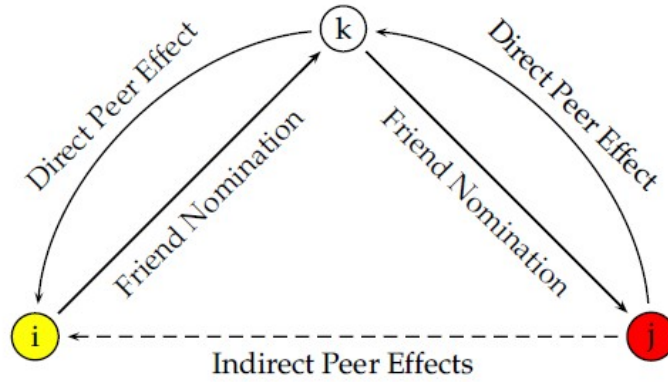 k
Direct Peer Effect
Friend Nomination
Friend Nomination
Direct Peer Effect
i
j
Indirect Peer Effects